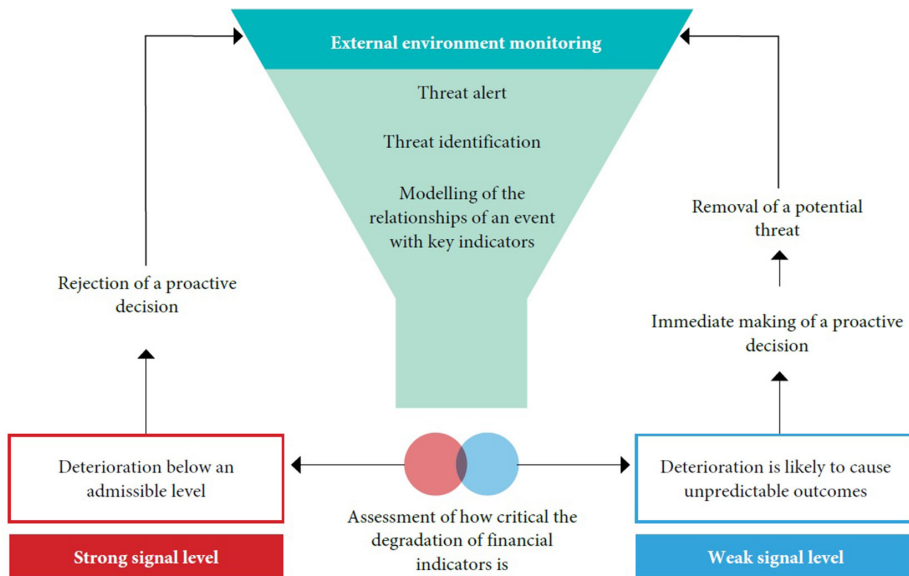 External environment monitoring
Threat alert
Threat identification
Modelling of the
relationships of an event
with key indicators
Rejection of a proactive
decision
Removal of a potential
threat
Immediate making of a proactive
decision
Deterioration below an
admissible level
Strong signal level
Assessment of how critical the
degradation of financial
indicators is
Deterioration is likely to cause
unpredictable outcomes
Weak signal level